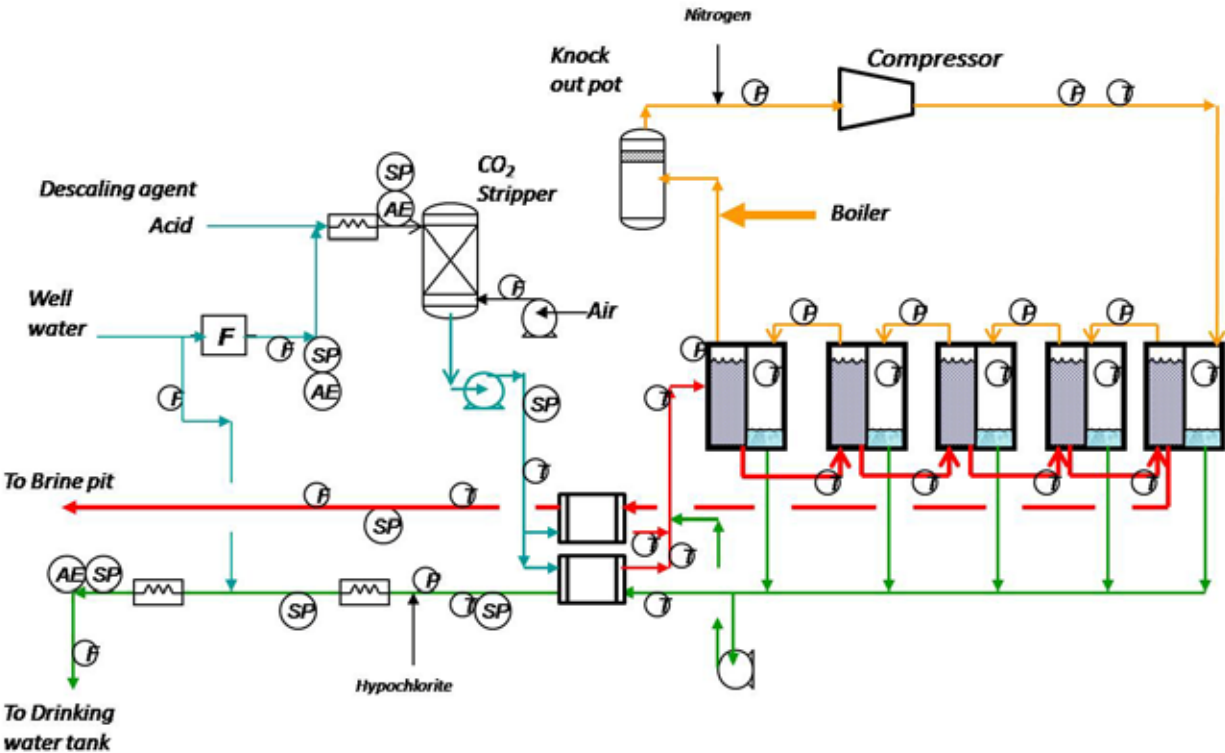 Nitrogen
Knock
out pot
Compressor
P
P
T
CO2
Stripper
SP
AE
Descaling agent
Acid
Boiler
Well
water
F
Air
F
F
SP
AE
F
P
P
P
P
P
T
T
T
T
T
T
SP
T
T
T
T
T
To Brine pit
F
T
SP
T
T
AE
SP
SP
P
T
SP
T
F
Hypochlorite
To Drinking
water tank